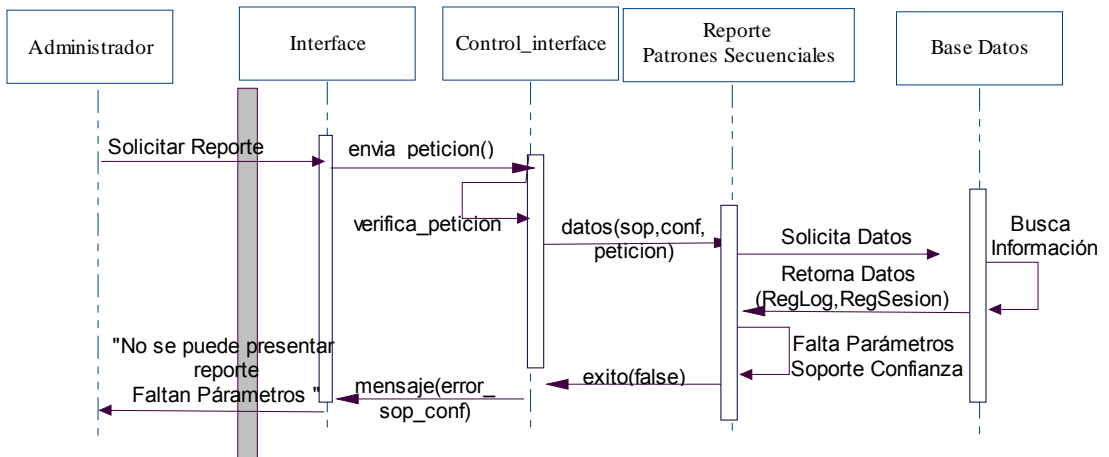 Administrador
Interface
Control_interface
Reporte
Patrones Secuenciales
Base Datos
Solicitar Reporte
envia peticion()
verifica_peticion
datos(sop,conf,
peticion)
Solicita Datos
Busca
Información
Retorna Datos
(RegLog,RegSesion)
Falta Parámetros
Soporte Confianza
exito(false)
mensaje(error_
sop_conf)
"No se puede presentar
reporte
Faltan Párametros "